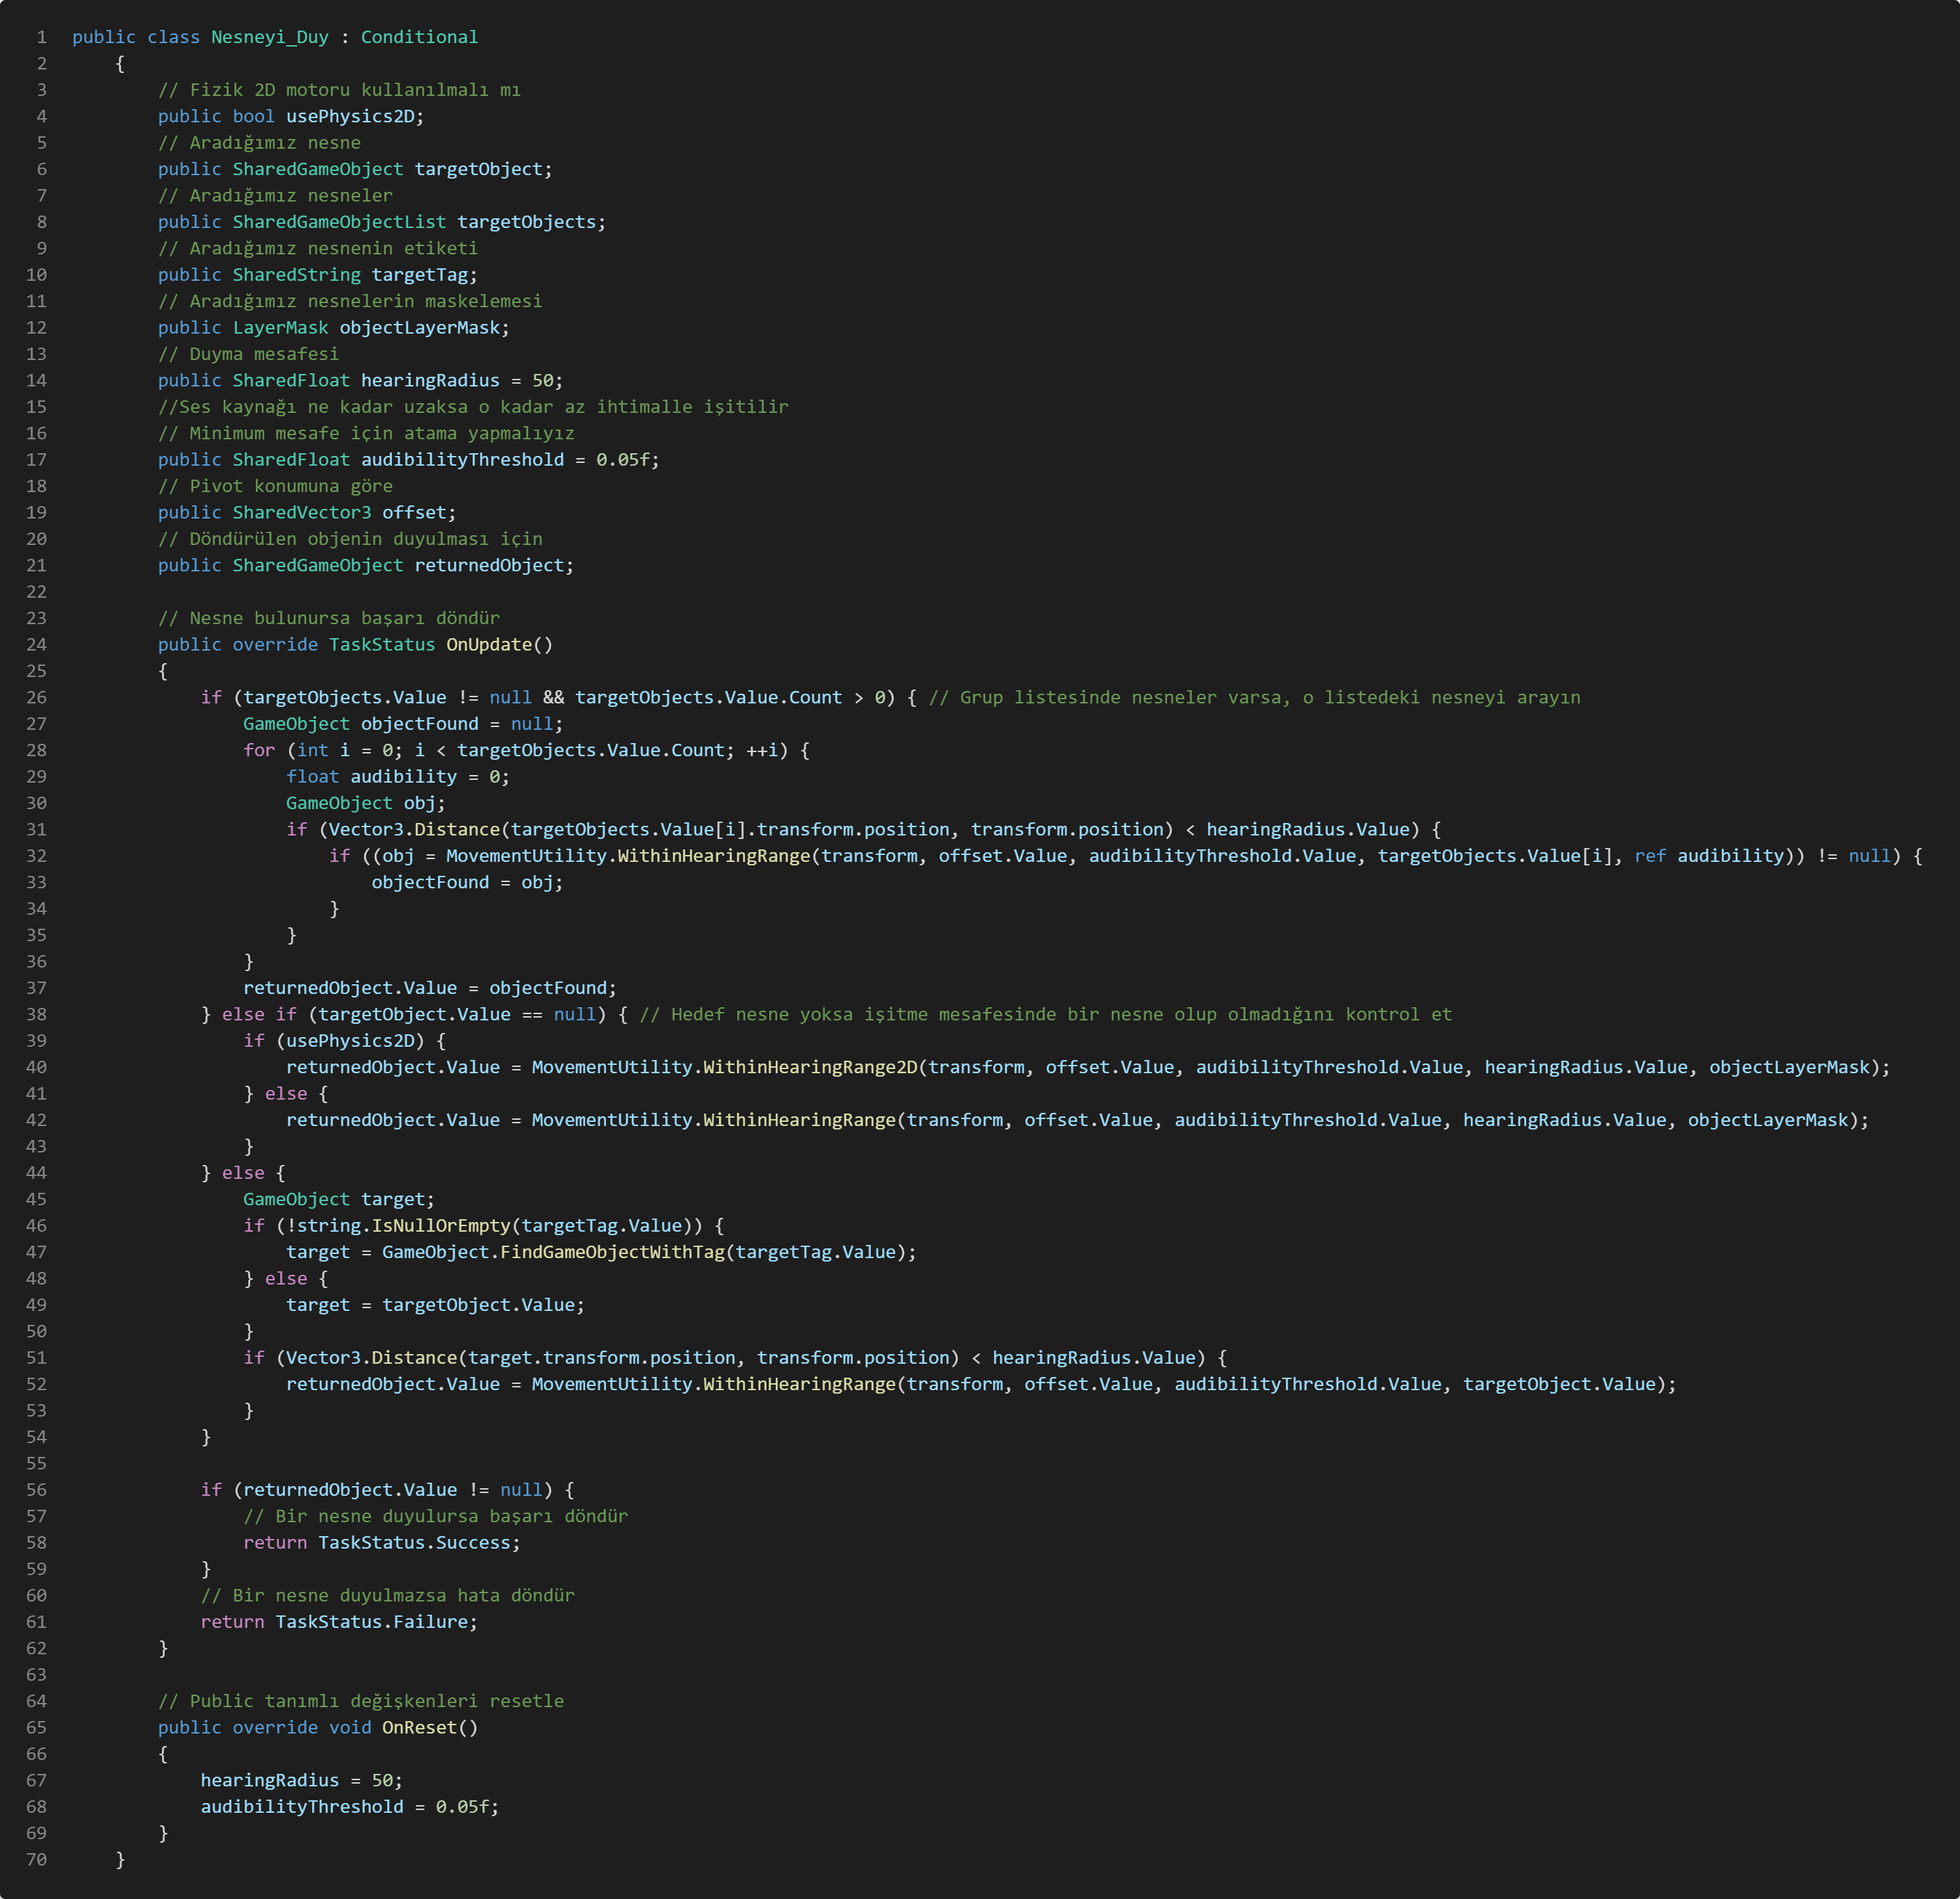 1 public class Nesneyi_Duy : Conditional
2     {
3         // Fizik 2D motoru kullanılmalı mı
4         public bool usePhysics2D;
5         // Aradığımız nesne
6         public SharedGameObject targetObject;
7         // Aradığımız nesneler
8         public SharedGameObjectList targetObjects;
9         // Aradığımız nesnenin etiketi
10         public SharedString targetTag;
11         // Aradığımız nesnelerin maskelemesi
12         public LayerMask objectLayerMask;
13         // Duyma mesafesi
14         public SharedFloat hearingRadius = 50;
15         //Ses kaynağı ne kadar uzaksa o kadar az ihtimalle işitilir
16         // Minimum mesafe için atama yapmalıyız
17         public SharedFloat audibilityThreshold = 0.05f;
18         // Pivot konumuna göre
19         public SharedVector3 offset;
20         // Döndürülen objenin duyulması için
21         public SharedGameObject returnedObject;
22
23         // Nesne bulunursa başarı döndür
24         public override TaskStatus OnUpdate()
25         {
26             if (targetObjects.Value != null && targetObjects.Value.Count > 0) { // Grup listesinde nesneler varsa, o listedeki nesneyi arayın
27                 GameObject objectFound = null;
28                 for (int i = 0; i < targetObjects.Value.Count; ++i) {
29                     float audibility = 0;
30                     GameObject obj;
31                     if (Vector3.Distance(targetObjects.Value[i].transform.position, transform.position) < hearingRadius.Value) {
32                         if ((obj = MovementUtility.WithinHearingRange(transform, offset.Value, audibilityThreshold.Value, targetObjects.Value[i], ref audibility)) != null) {
33                             objectFound = obj;
34                         }
35                     }
36                 }
37                 returnedObject.Value = objectFound;
38             } else if (targetObject.Value == null) { // Hedef nesne yoksa işitme mesafesinde bir nesne olup olmadığını kontrol et
39                 if (usePhysics2D) {
40                     returnedObject.Value = MovementUtility.WithinHearingRange2D(transform, offset.Value, audibilityThreshold.Value, hearingRadius.Value, objectLayerMask);
41                 } else {
42                     returnedObject.Value = MovementUtility.WithinHearingRange(transform, offset.Value, audibilityThreshold.Value, hearingRadius.Value, objectLayerMask);
43                 }
44             } else {
45                 GameObject target;
46                 if (!string.IsNullOrEmpty(targetTag.Value)) {
47                     target = GameObject.FindGameObjectWithTag(targetTag.Value);
48                 } else {
49                     target = targetObject.Value;
50                 }
51                 if (Vector3.Distance(target.transform.position, transform.position) < hearingRadius.Value) {
52                     returnedObject.Value = MovementUtility.WithinHearingRange(transform, offset.Value, audibilityThreshold.Value, targetObject.Value);
53                 }
54             }
55
56             if (returnedObject.Value != null) {
57                 // Bir nesne duyulursa başarı döndür
58                 return TaskStatus.Success;
59             }
60             // Bir nesne duyulmazsa hata döndür
61             return TaskStatus.Failure;
62         }
63
64         // Public tanımlı değişkenleri resetle
65         public override void OnReset()
66         {
67             hearingRadius = 50;
68             audibilityThreshold = 0.05f;
69         }
70     }